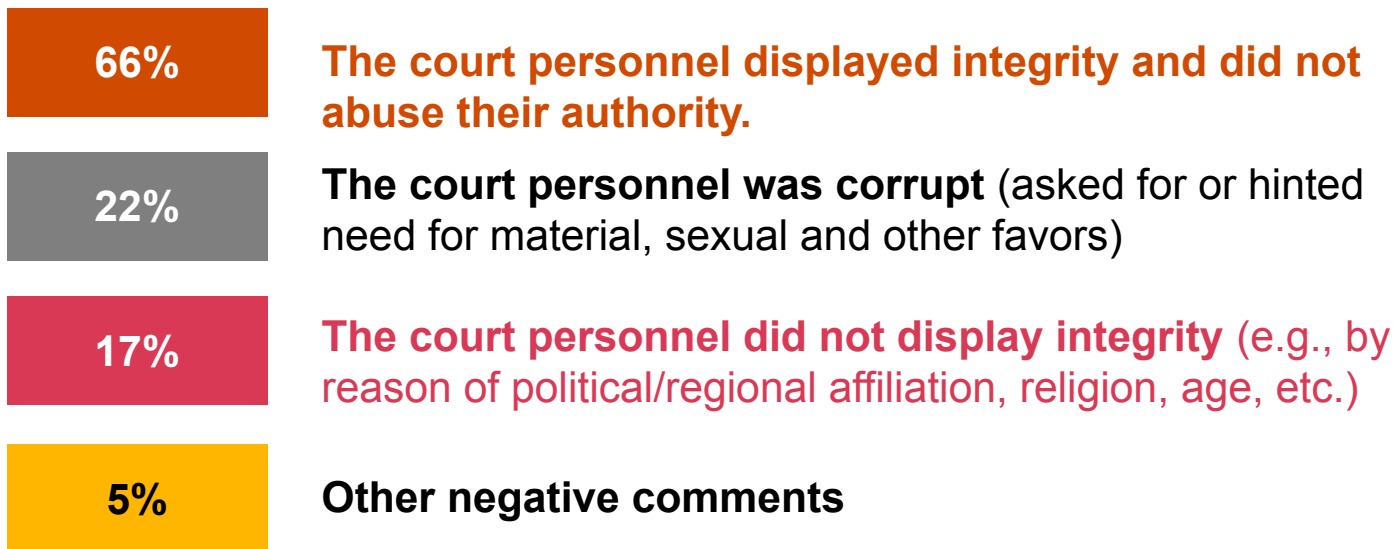 66%
The court personnel displayed integrity and did not
abuse their authority.
22%
The court personnel was corrupt (asked for or hinted
need for material, sexual and other favors)
17%
The court personnel did not display integrity (e.g., by
reason of political/regional affiliation, religion, age, etc.)
5%
Other negative comments